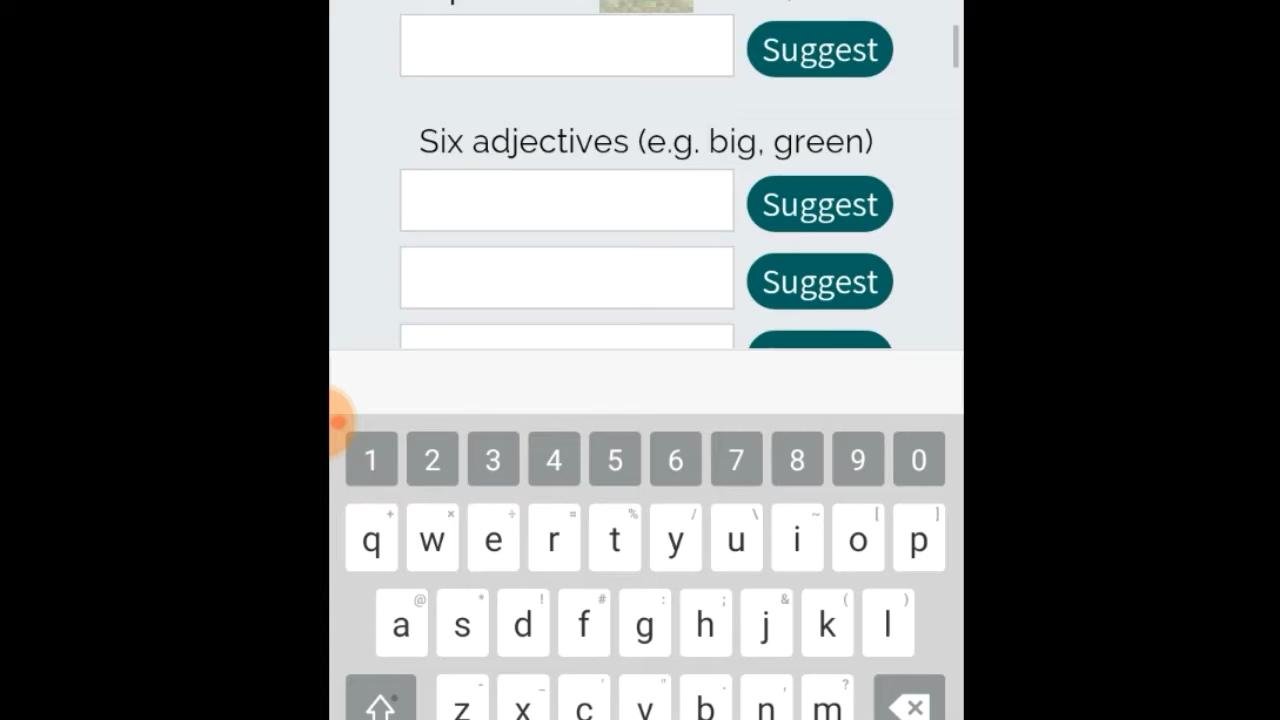 Suggest
Six adjectives (e.g. big, green)
Suggest
Suggest
1 2 3 4 5 6 7 8 9 0
+ × ÷ = % / \ ~ [ ]
q w e r t y u i o p
@ * ! # : ; & ( )
a s d f g h j k l
- _ ' " . , ?
z x c v b n m